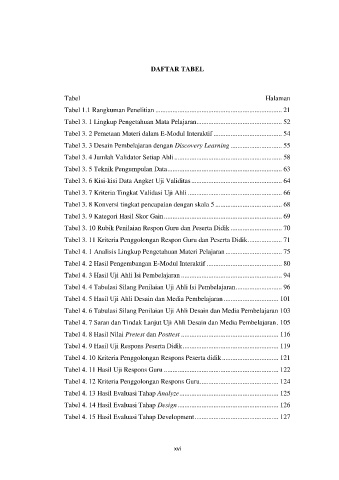 DAFTAR TABEL
Tabel Halaman
Tabel 1.1 Rangkuman Penelitian ........ 21
Tabel 3. 1 Lingkup Pengetahuan Mata Pelajaran ........ 52
Tabel 3. 2 Pemetaan Materi dalam E-Modul Interaktif ........ 54
Tabel 3. 3 Desain Pembelajaran dengan Discovery Learning ........ 55
Tabel 3. 4 Jumlah Validator Setiap Ahli ........ 58
Tabel 3. 5 Teknik Pengumpulan Data ........ 63
Tabel 3. 6 Kisi-kisi Data Angket Uji Validitas ........ 64
Tabel 3. 7 Kriteria Tingkat Validasi Uji Ahli ........ 66
Tabel 3. 8 Konversi tingkat pencapaian dengan skala 5 ........ 68
Tabel 3. 9 Kategori Hasil Skor Gain ........ 69
Tabel 3. 10 Rubik Penilaian Respon Guru dan Peserta Didik ........ 70
Tabel 3. 11 Kriteria Penggolongan Respon Guru dan Peserta Didik ........ 71
Tabel 4. 1 Analisis Lingkup Pengetahuan Materi Pelajaran ........ 75
Tabel 4. 2 Hasil Pengembangan E-Modul Interaktif ........ 80
Tabel 4. 3 Hasil Uji Ahli Isi Pembelajaran ........ 94
Tabel 4. 4 Tabulasi Silang Penilaian Uji Ahli Isi Pembelajaran ........ 96
Tabel 4. 5 Hasil Uji Ahli Desain dan Media Pembelajaran ........ 101
Tabel 4. 6 Tabulasi Silang Penilaian Uji Ahli Desain dan Media Pembelajaran 103
Tabel 4. 7 Saran dan Tindak Lanjut Uji Ahli Desain dan Media Pembelajaran . 105
Tabel 4. 8 Hasil Nilai Pretest dan Posttest ........ 116
Tabel 4. 9 Hasil Uji Respons Peserta Didik ........ 119
Tabel 4. 10 Kriteria Penggolongan Respons Peserta didik ........ 121
Tabel 4. 11 Hasil Uji Respons Guru ........ 122
Tabel 4. 12 Kriteria Penggolongan Respons Guru ........ 124
Tabel 4. 13 Hasil Evaluasi Tahap Analyze ........ 125
Tabel 4. 14 Hasil Evaluasi Tahap Design ........ 126
Tabel 4. 15 Hasil Evaluasi Tahap Development ........ 127
xvi